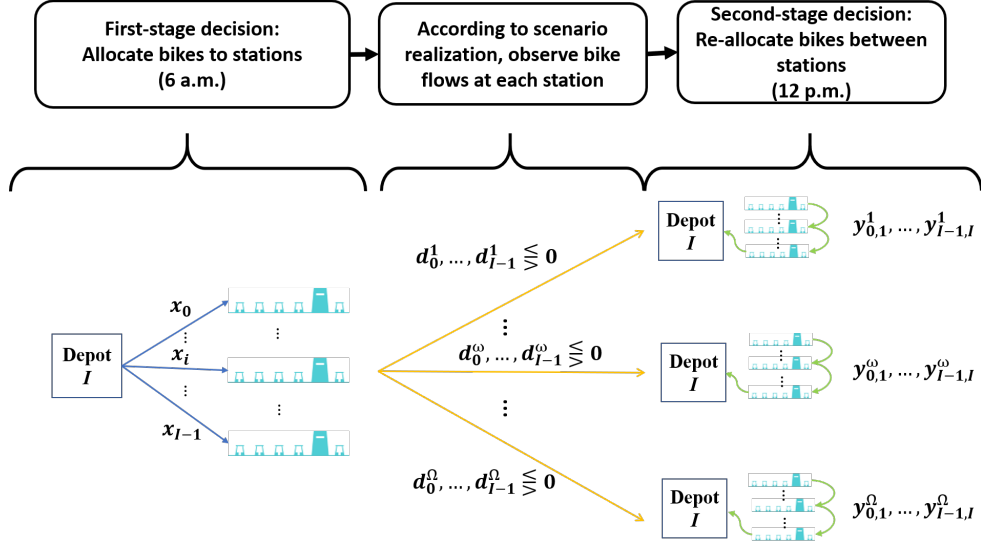 First-stage decision:
Allocate bikes to stations
(6 a.m.)
According to scenario
realization, observe bike
flows at each station
Second-stage decision:
Re-allocate bikes between
stations
(12 p.m.)
Depot
I
x_0
⋮
x_i
⋮
x_{I-1}
⋮
⋮
d_0^1, …, d_{I-1}^1 ⪋ 0
⋮
d_0^ω, …, d_{I-1}^ω ⪋ 0
⋮
d_0^Ω, …, d_{I-1}^Ω ⪋ 0
Depot
I
⋮
⋮
y_{0,1}^1, …, y_{I-1,I}^1
Depot
I
⋮
⋮
y_{0,1}^ω, …, y_{I-1,I}^ω
Depot
I
⋮
⋮
y_{0,1}^Ω, …, y_{I-1,I}^Ω